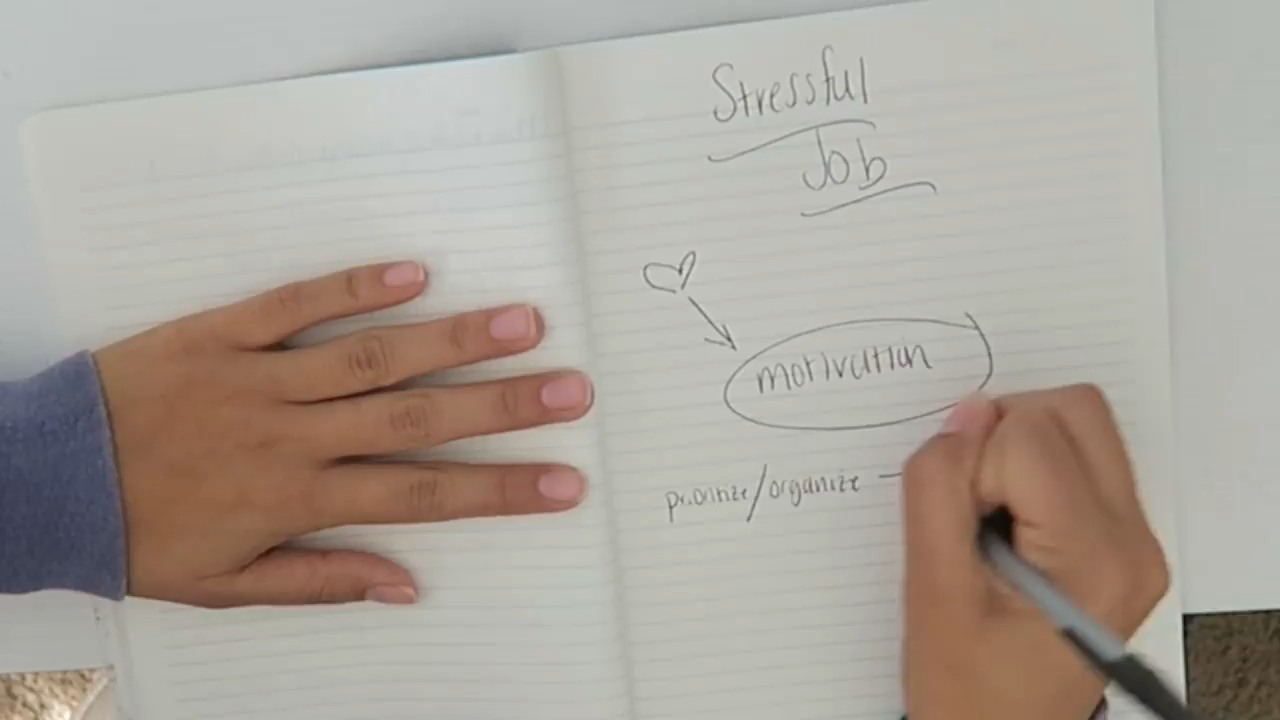 Stressful
Job
motivation
prioritize/organize –